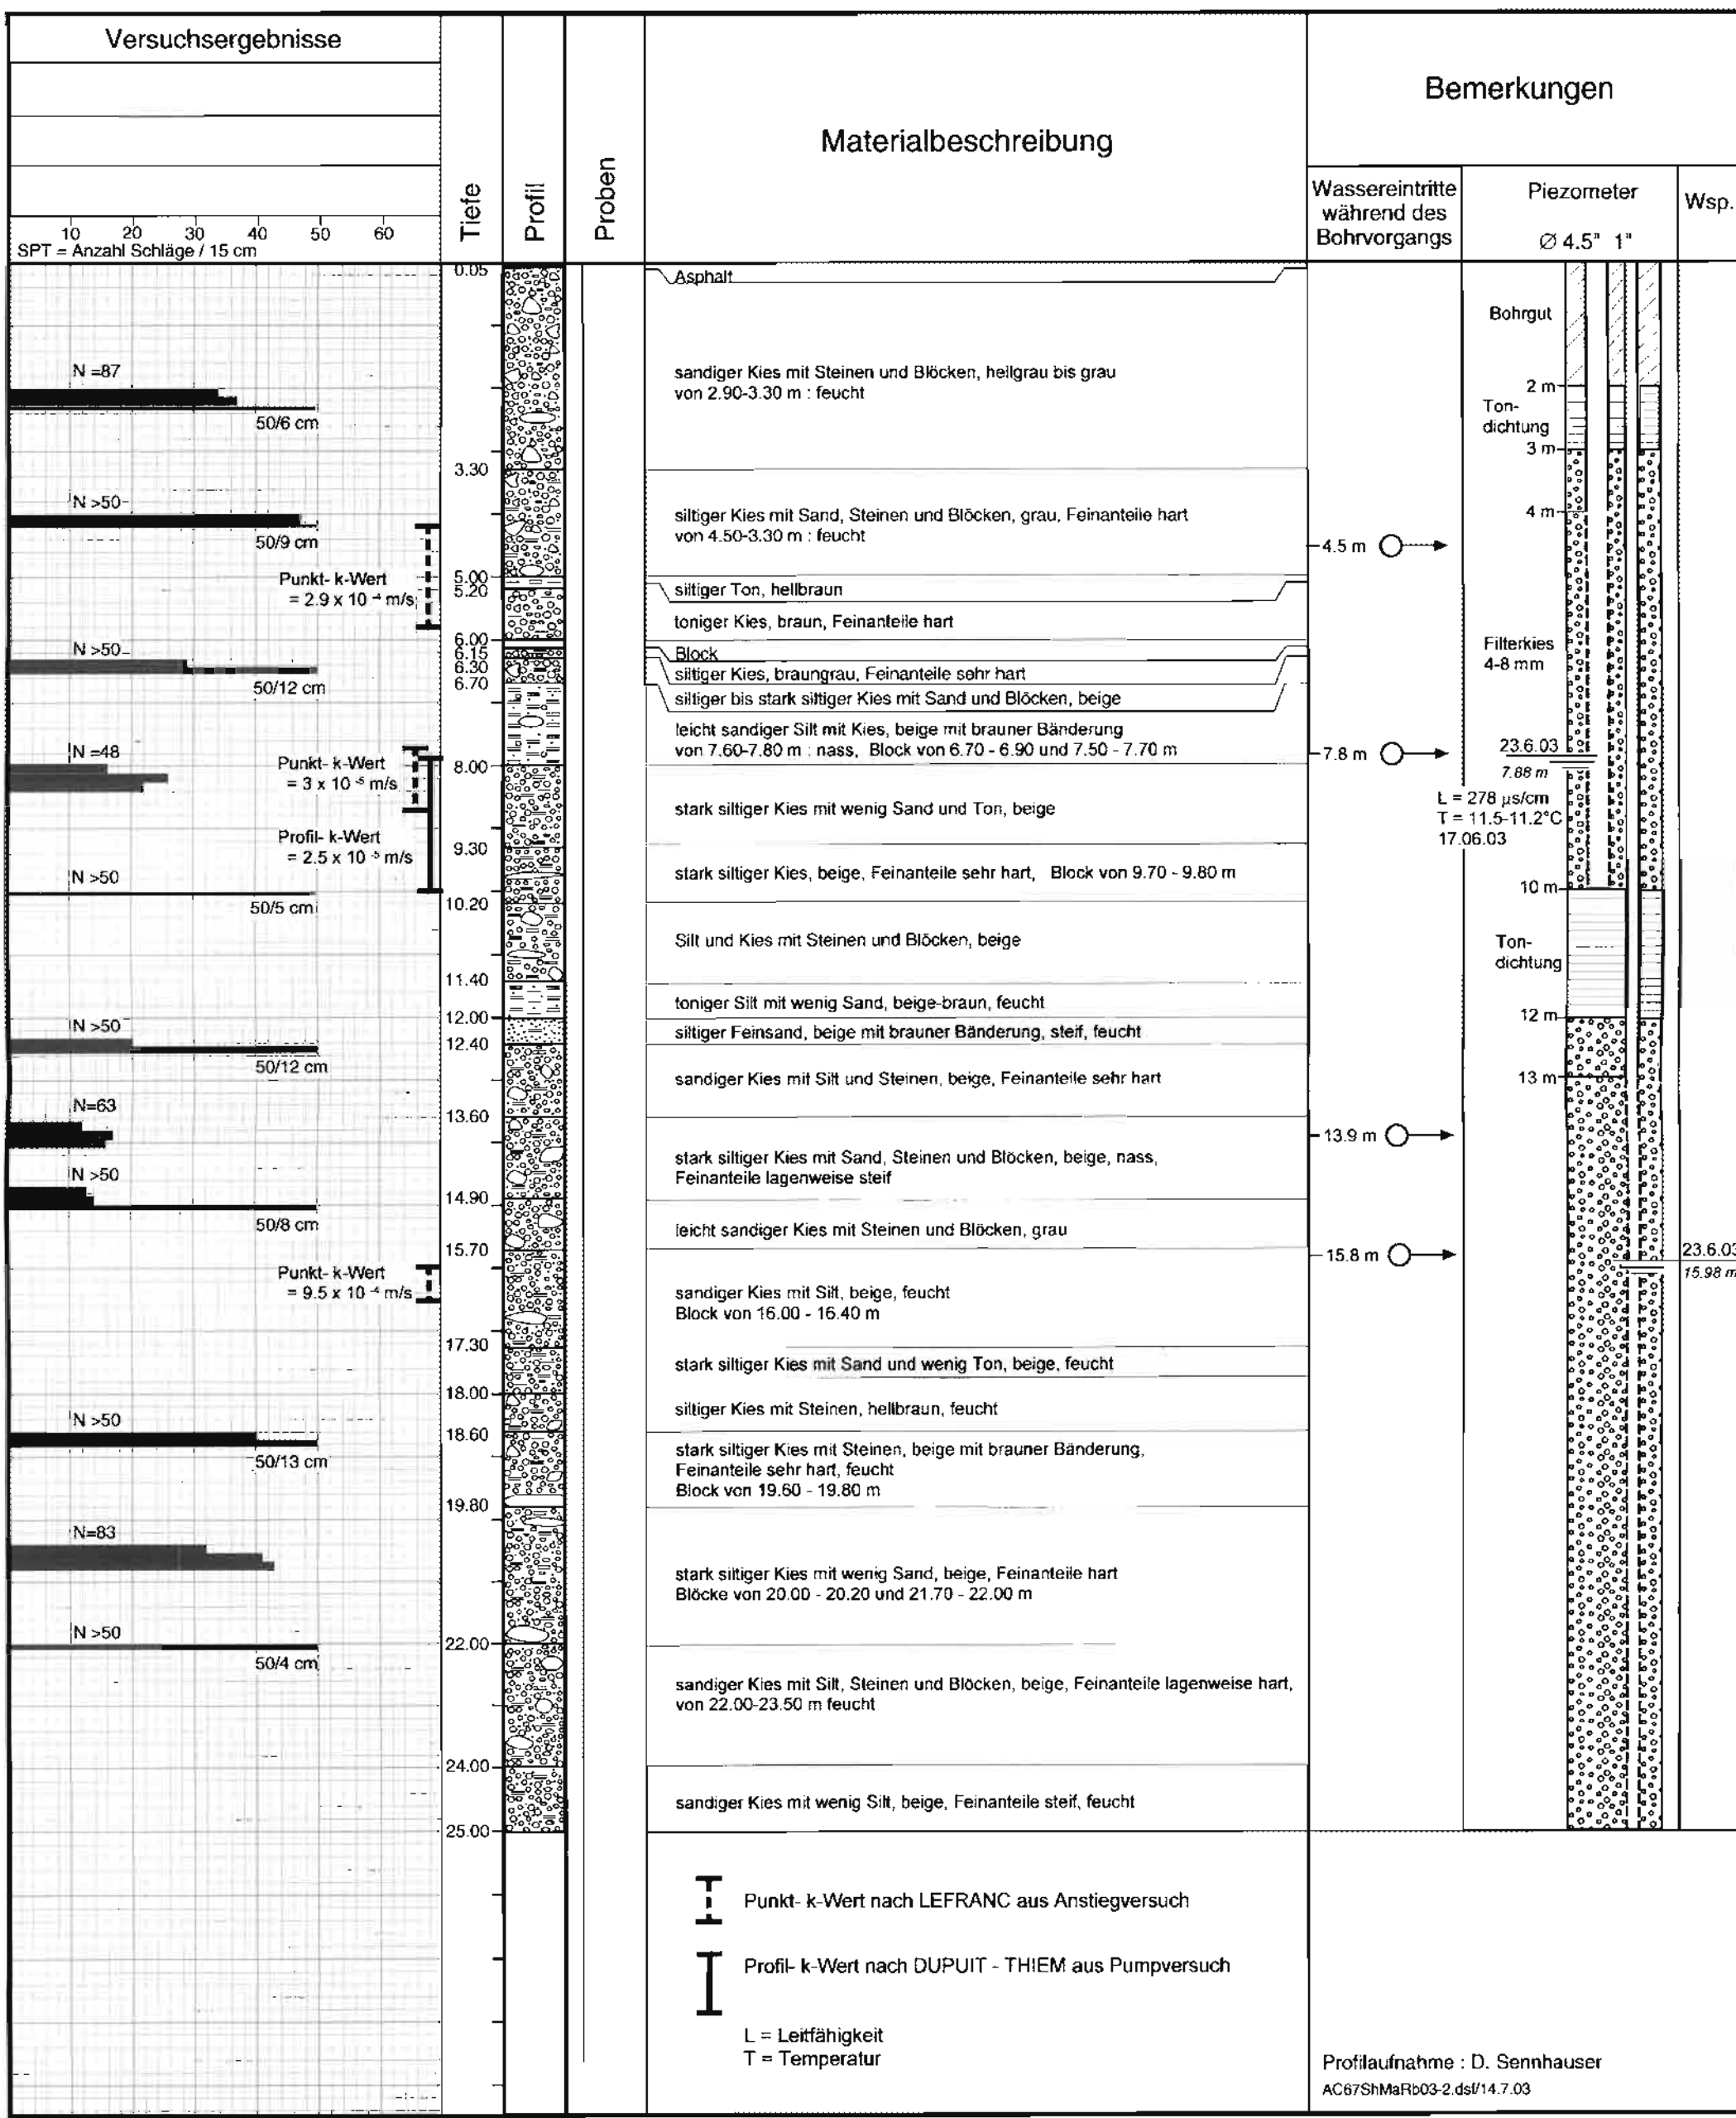 Versuchsergebnisse
10 20 30 40 50 60
SPT = Anzahl Schläge / 15 cm
Tiefe
Profil
Proben
Materialbeschreibung
Bemerkungen
Wassereintritte
während des
Bohrvorgangs
Piezometer
Ø 4.5" 1"
Wsp.
N =87
50/6 cm
N >50
50/9 cm
Punkt- k-Wert
= 2.9 x 10 -4 m/s
N >50
50/12 cm
N =48
Punkt- k-Wert
= 3 x 10 -5 m/s
Profil- k-Wert
= 2.5 x 10 -5 m/s
N >50
50/5 cm
N >50
50/12 cm
N=63
N >50
50/8 cm
Punkt- k-Wert
= 9.5 x 10 -4 m/s
N >50
50/13 cm
N=83
N >50
50/4 cm
0.05
3.30
5.00
5.20
6.00
6.15
6.30
6.70
8.00
9.30
10.20
11.40
12.00
12.40
13.60
14.90
15.70
17.30
18.00
18.60
19.80
22.00
24.00
25.00
Asphalt
sandiger Kies mit Steinen und Blöcken, hellgrau bis grau
von 2.90-3.30 m : feucht
siltiger Kies mit Sand, Steinen und Blöcken, grau, Feinanteile hart
von 4.50-3.30 m : feucht
siltiger Ton, hellbraun
toniger Kies, braun, Feinanteile hart
Block
siltiger Kies, braungrau, Feinanteile sehr hart
siltiger bis stark siltiger Kies mit Sand und Blöcken, beige
leicht sandiger Silt mit Kies, beige mit brauner Bänderung
von 7.60-7.80 m : nass, Block von 6.70 - 6.90 und 7.50 - 7.70 m
stark siltiger Kies mit wenig Sand und Ton, beige
stark siltiger Kies, beige, Feinanteile sehr hart, Block von 9.70 - 9.80 m
Silt und Kies mit Steinen und Blöcken, beige
toniger Silt mit wenig Sand, beige-braun, feucht
siltiger Feinsand, beige mit brauner Bänderung, steif, feucht
sandiger Kies mit Silt und Steinen, beige, Feinanteile sehr hart
stark siltiger Kies mit Sand, Steinen und Blöcken, beige, nass,
Feinanteile lagenweise steif
leicht sandiger Kies mit Steinen und Blöcken, grau
sandiger Kies mit Silt, beige, feucht
Block von 16.00 - 16.40 m
stark siltiger Kies mit Sand und wenig Ton, beige, feucht
siltiger Kies mit Steinen, hellbraun, feucht
stark siltiger Kies mit Steinen, beige mit brauner Bänderung,
Feinanteile sehr hart, feucht
Block von 19.60 - 19.80 m
stark siltiger Kies mit wenig Sand, beige, Feinanteile hart
Blöcke von 20.00 - 20.20 und 21.70 - 22.00 m
sandiger Kies mit Silt, Steinen und Blöcken, beige, Feinanteile lagenweise hart,
von 22.00-23.50 m feucht
sandiger Kies mit wenig Silt, beige, Feinanteile steif, feucht
4.5 m
7.8 m
13.9 m
15.8 m
Bohrgut
2 m
Ton-
dichtung
3 m
4 m
Filterkies
4-8 mm
23.6.03
7.88 m
L = 278 µs/cm
T = 11.5-11.2°C
17.06.03
10 m
Ton-
dichtung
12 m
13 m
23.6.03
15.98 m
Punkt- k-Wert nach LEFRANC aus Anstiegversuch
Profil- k-Wert nach DUPUIT - THIEM aus Pumpversuch
L = Leitfähigkeit
T = Temperatur
Profilaufnahme : D. Sennhauser
AC67ShMaRb03-2.dsf/14.7.03